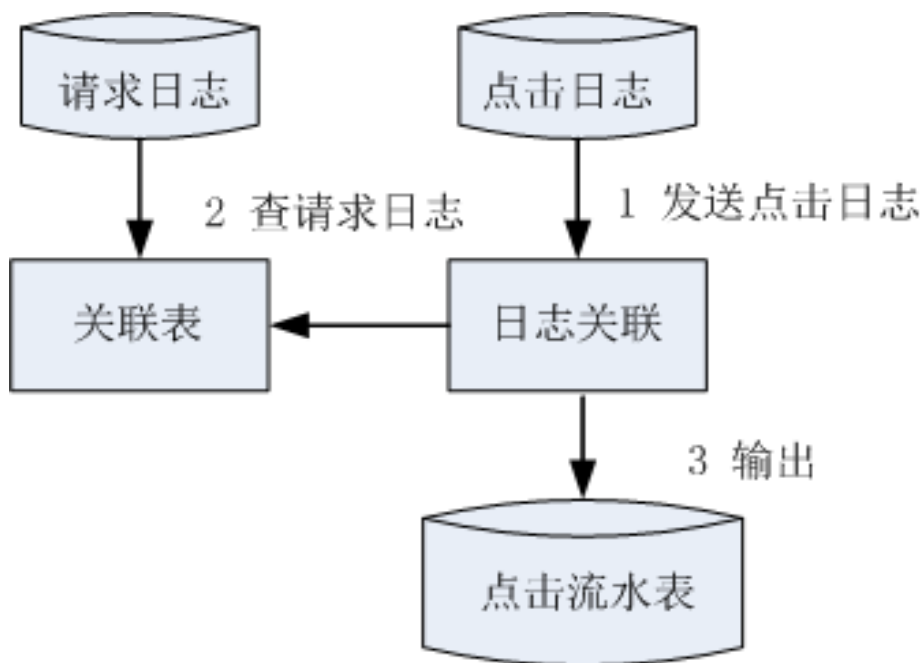 请求日志
点击日志
2 查请求日志
1 发送点击日志
关联表
日志关联
3 输出
点击流水表